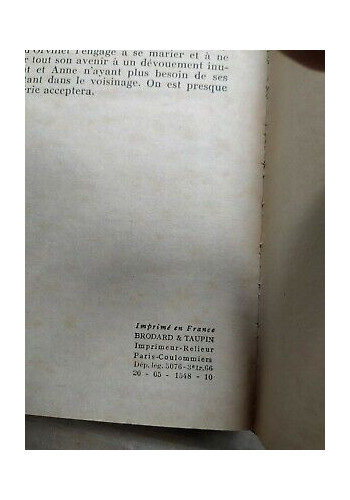 l'engage à se marier et à ne
tout son avenir à un dévouement inu-
et Anne n'ayant plus besoin de ses
dans le voisinage. On est presque
acceptera.
Imprimé en France
BRODARD & TAUPIN
Imprimeur-Relieur
Paris-Coulommiers
Dép. leg. 5076-3e tr. 66
20 - 05 - 1548 - 10